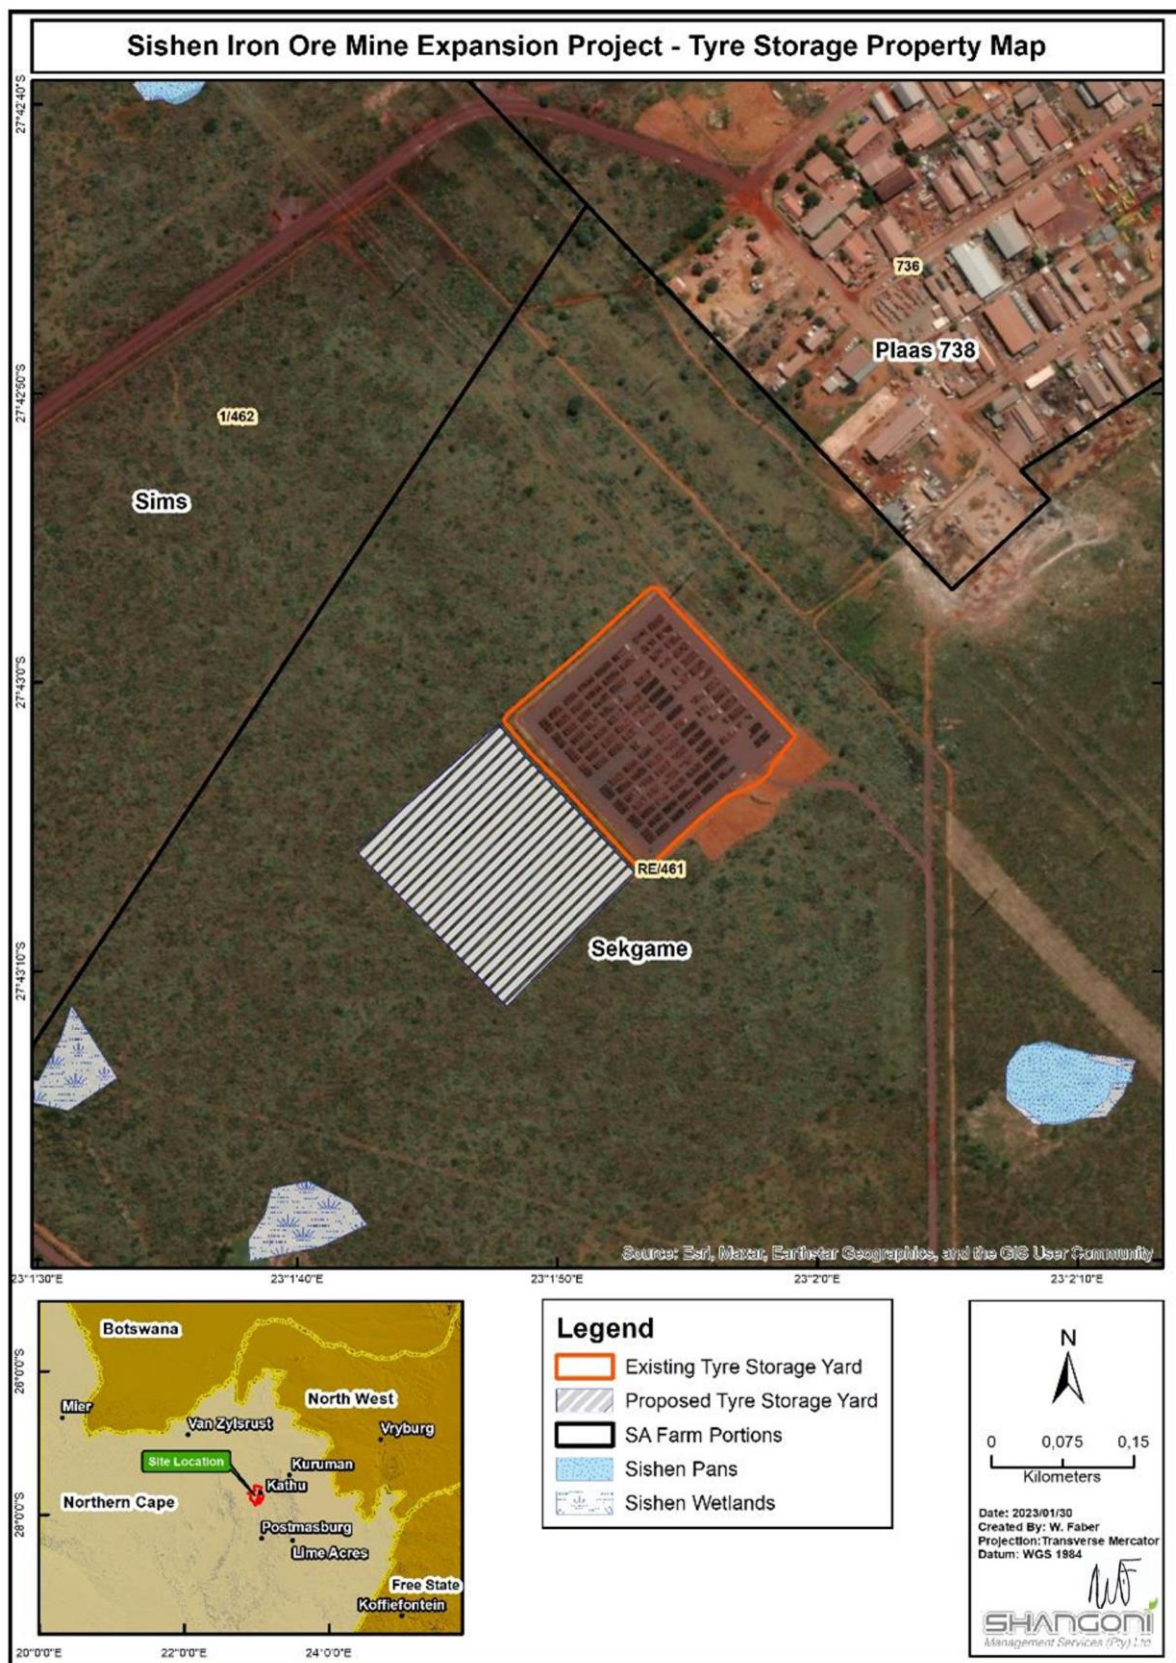 Sishen Iron Ore Mine Expansion Project - Tyre Storage Property Map
27°42'40"S
27°42'50"S
27°43'0"S
27°43'10"S
736
Plaas 738
1/462
Sims
RE/461
Sekgame
Source: Esri, Maxar, Earthstar Geographics, and the GIS User Community
23°1'30"E
23°1'40"E
23°1'50"E
23°2'0"E
23°2'10"E
Botswana
North West
Mier
Van Zylsrust
Vryburg
Site Location
Kuruman
Kathu
Northern Cape
Postmasburg
Lime Acres
Free State
Koffiefontein
26°0'0"S
28°0'0"S
20°0'0"E
22°0'0"E
24°0'0"E
Legend
Existing Tyre Storage Yard
Proposed Tyre Storage Yard
SA Farm Portions
Sishen Pans
Sishen Wetlands
N
0 0,075 0,15
Kilometers
Date: 2023/01/30
Created By: W. Faber
Projection:Transverse Mercator
Datum: WGS 1984
SHANGONI
Management Services (Pty) Ltd